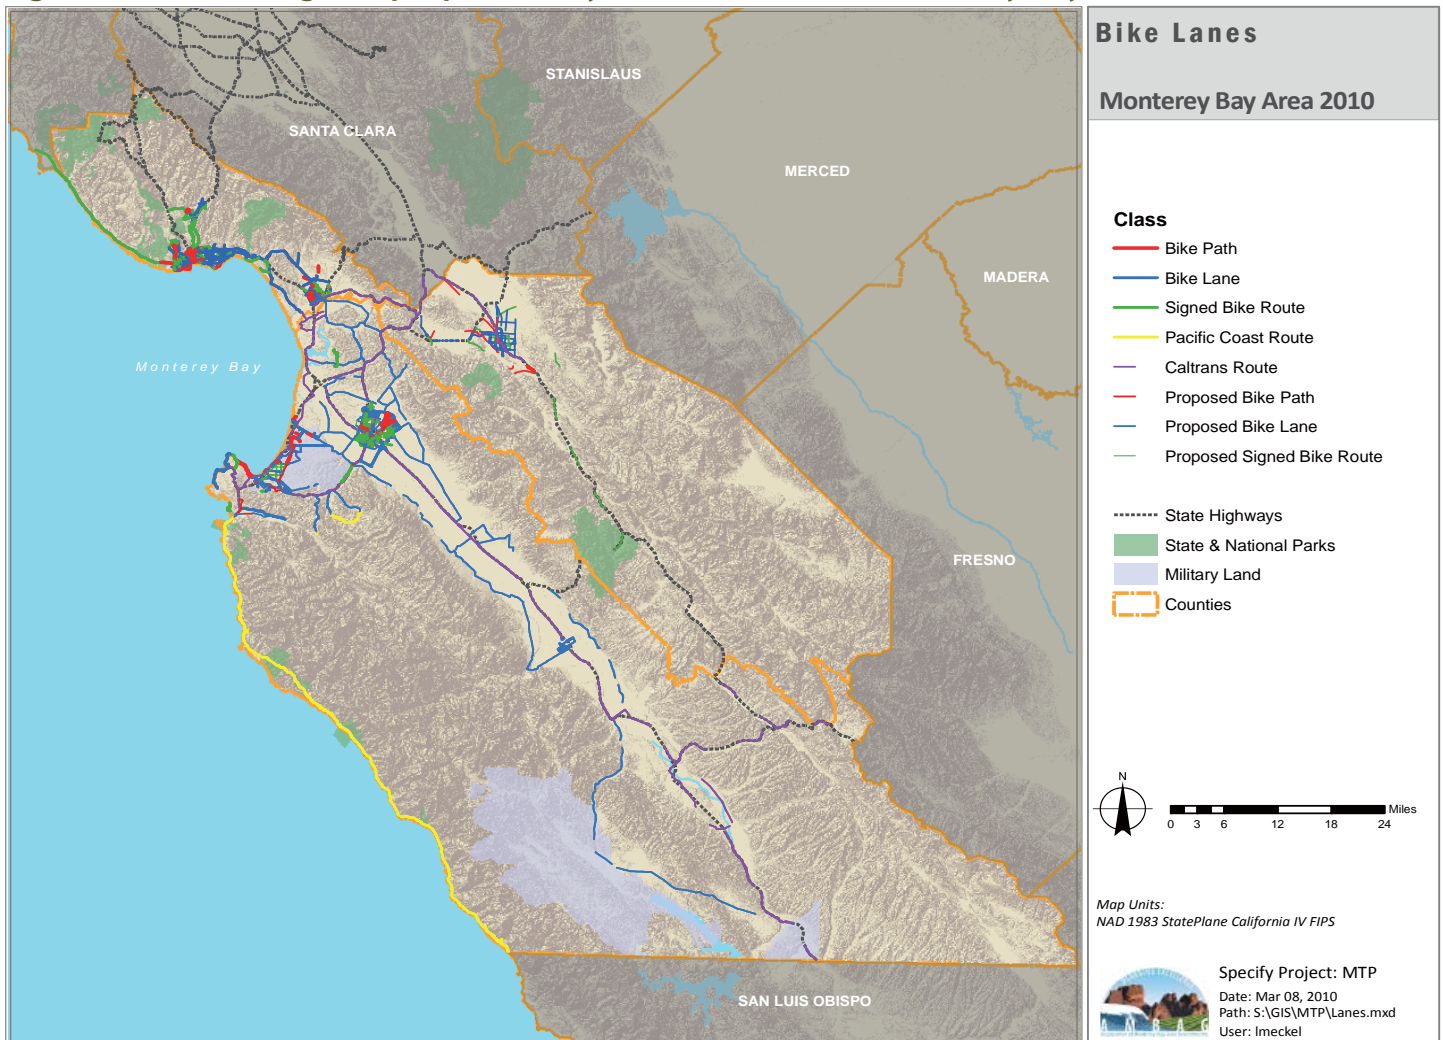 Bike Lanes
Monterey Bay Area 2010
STANISLAUS
SANTA CLARA
MERCED
MADERA
Monterey Bay
FRESNO
SAN LUIS OBISPO
Class
Bike Path
Bike Lane
Signed Bike Route
Pacific Coast Route
Caltrans Route
Proposed Bike Path
Proposed Bike Lane
Proposed Signed Bike Route
State Highways
State & National Parks
Military Land
Counties
N
Miles
0 3 6 12 18 24
Map Units:
NAD 1983 StatePlane California IV FIPS
AMBAG
Specify Project: MTP
Date: Mar 08, 2010
Path: S:\GIS\MTP\Lanes.mxd
User: lmeckel